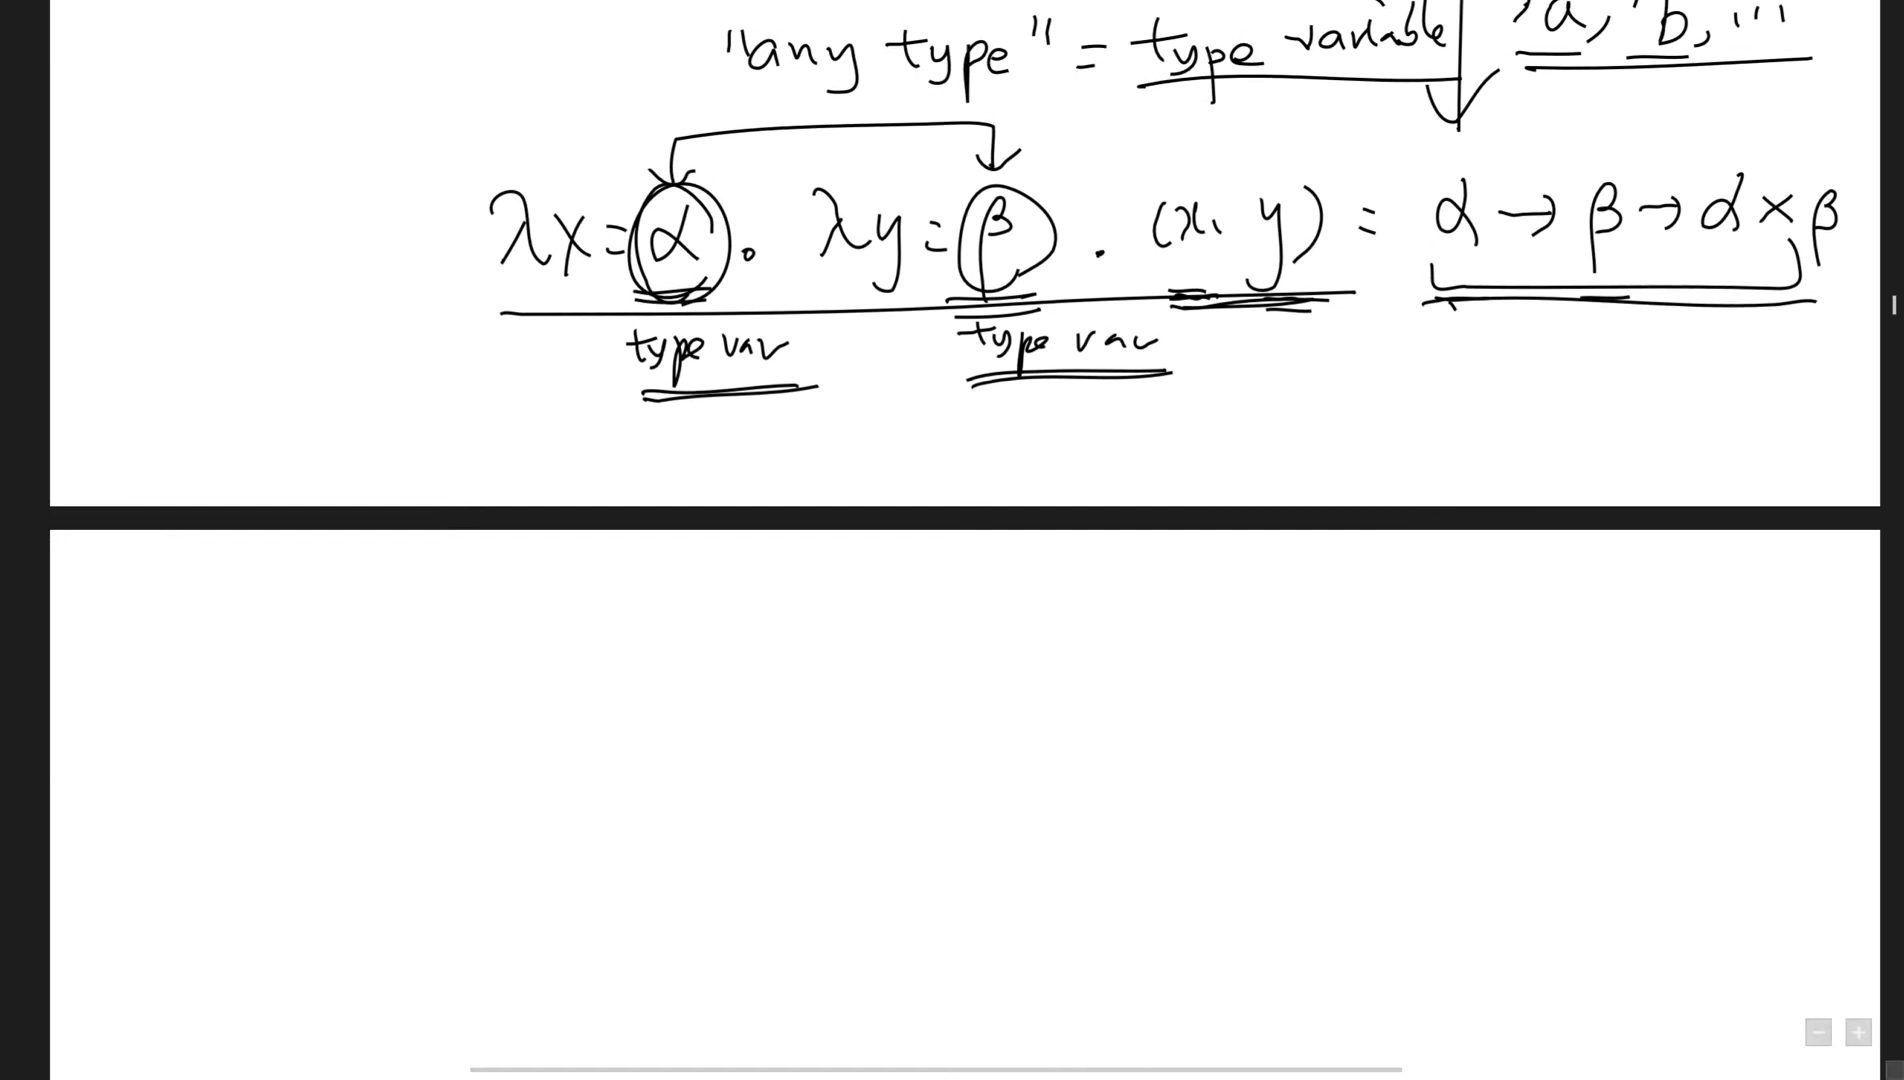 "any type" = type variable 'a, 'b, ...
λx = α. λy = β. (x, y) = α → β → α × β
type var type var